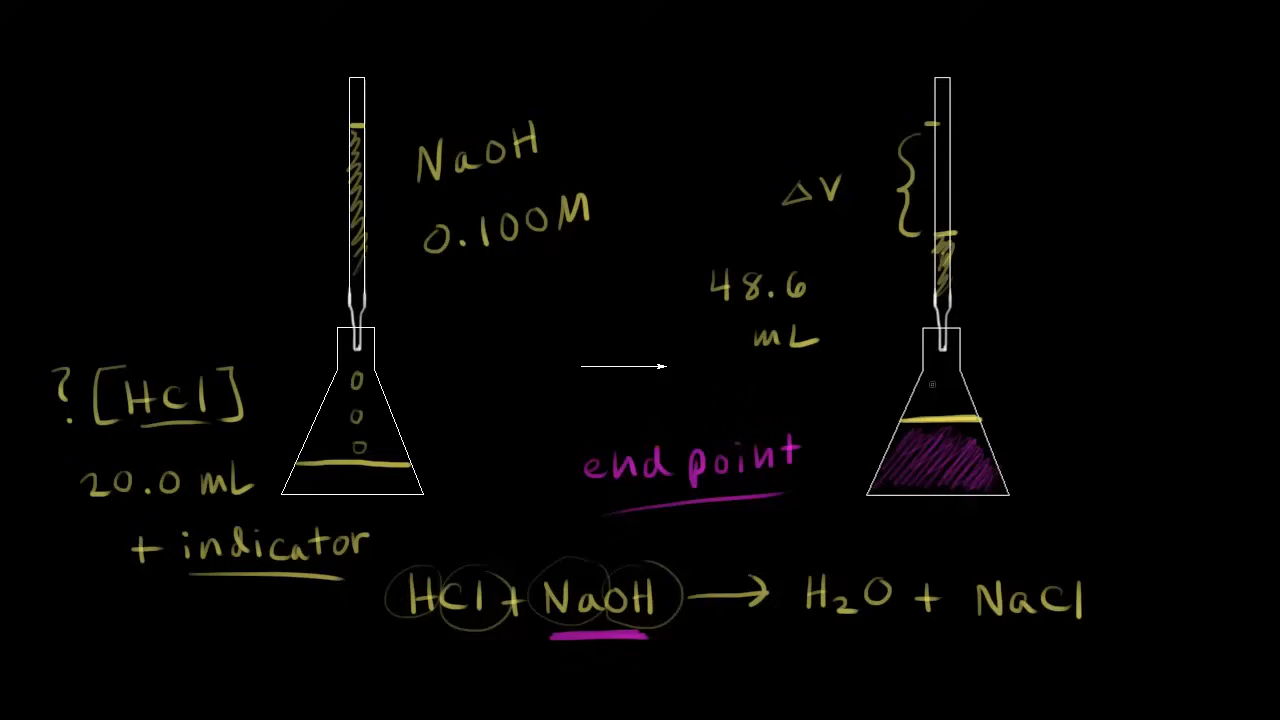 NaOH
0.100M
ΔV
48.6
mL
? [HCl]
20.0 mL
+ indicator
end point
HCl + NaOH → H₂O + NaCl